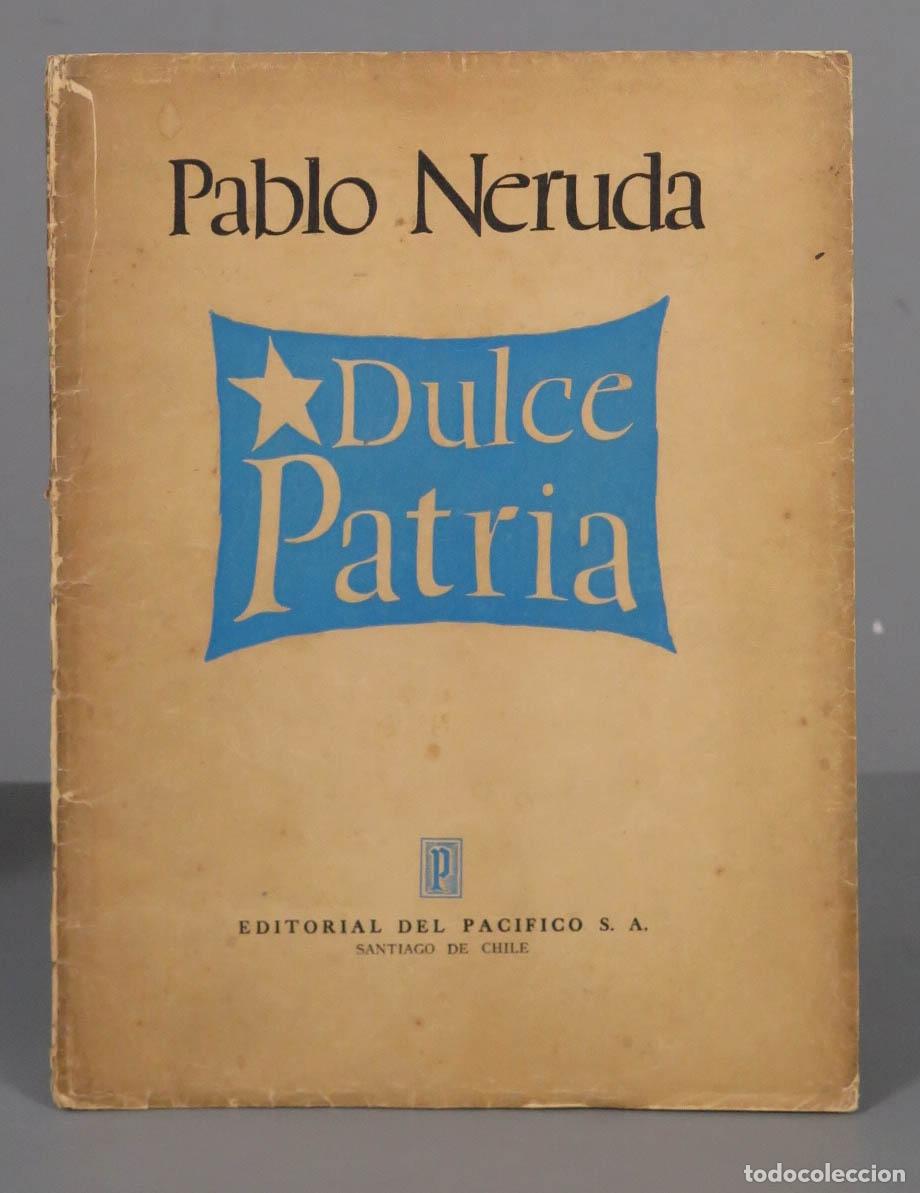 Pablo Neruda
Dulce
Patria
P
EDITORIAL DEL PACIFICO S. A.
SANTIAGO DE CHILE
todocoleccion